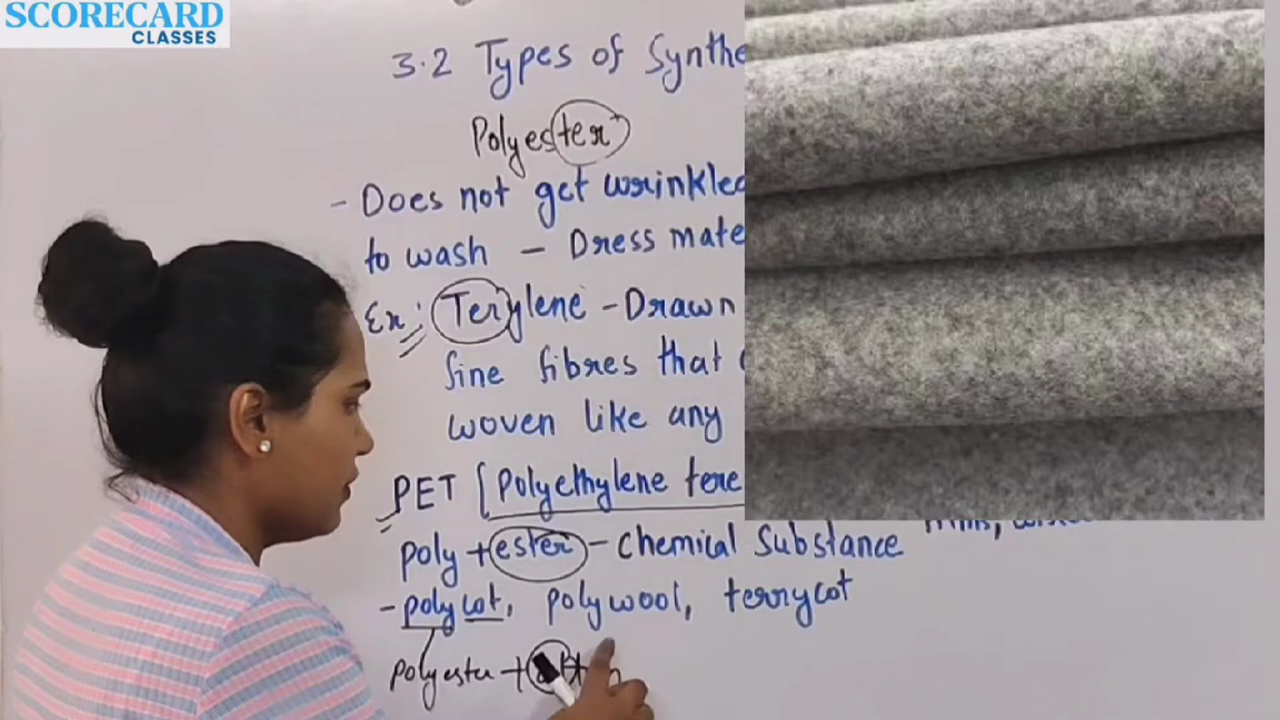 SCORECARD
CLASSES
3.2 Types of Synthe
Polyester
- Does not get wrinkled
to wash - Dress mate
Ex: Terylene - Drawn
fine fibres that
woven like any
PET [Polyethylene tere
poly + ester - Chemical Substance
- polycot, polywool, terrycot
polyester +